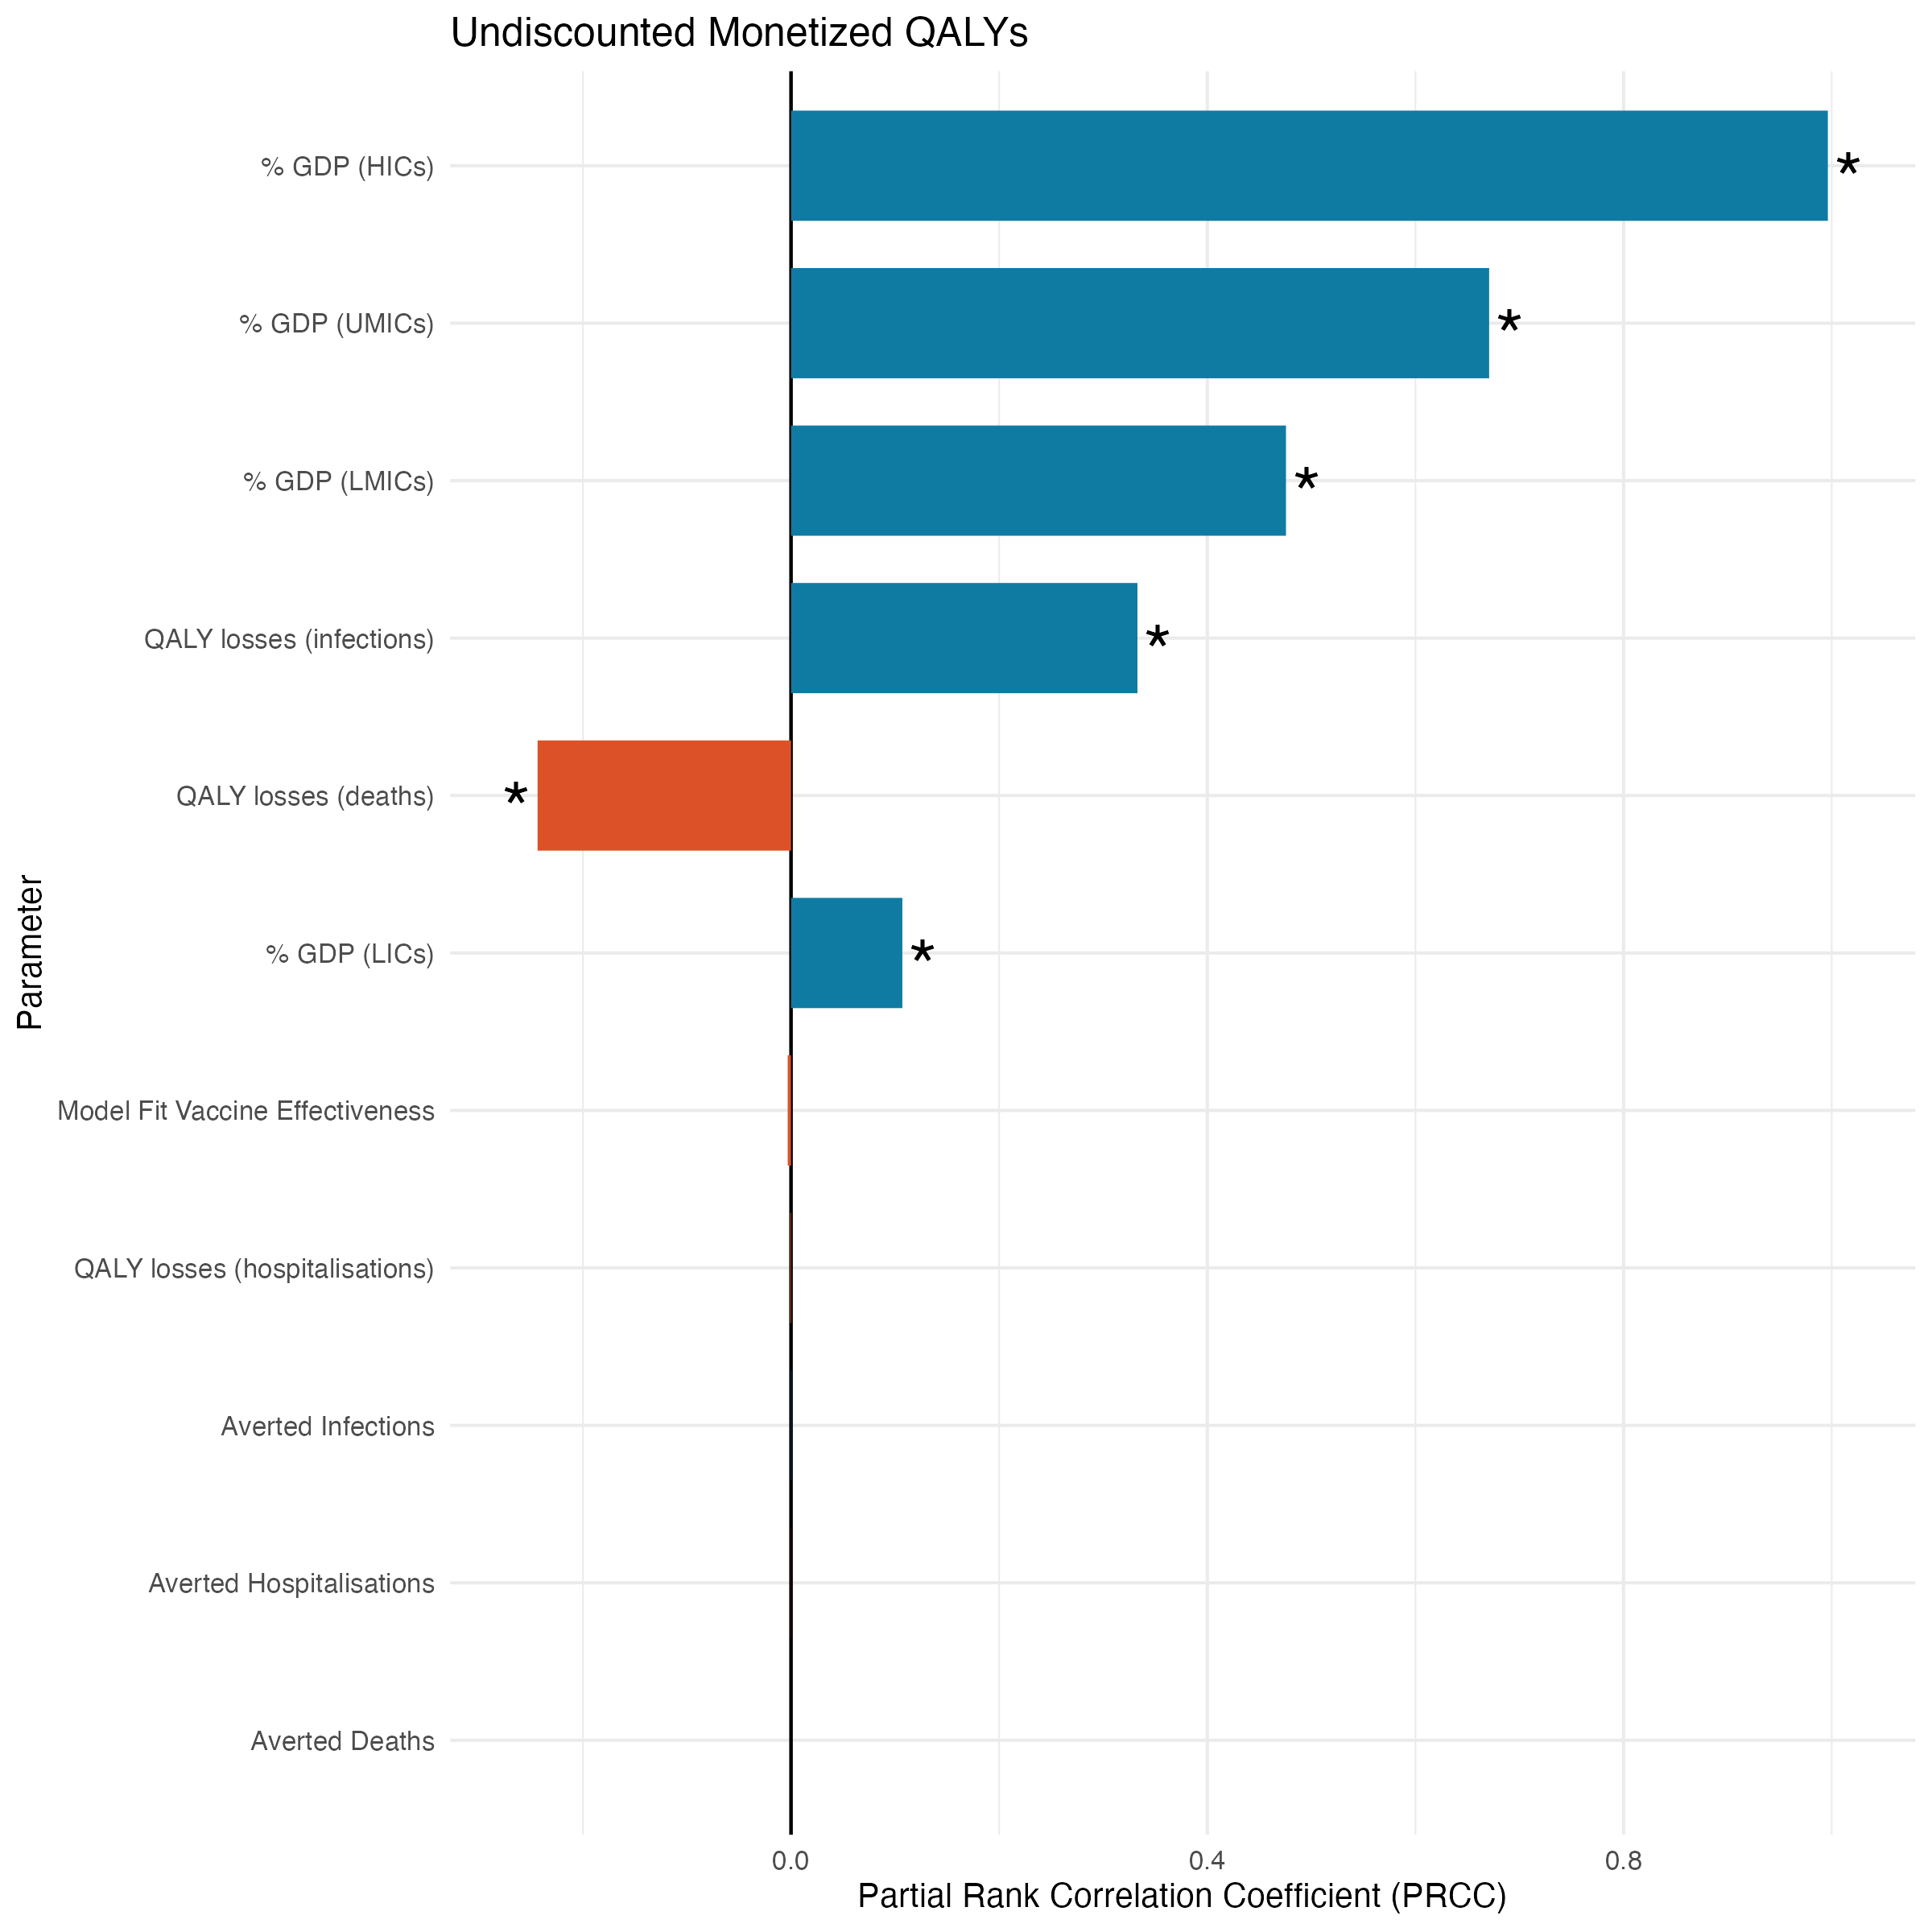 Undiscounted Monetized QALYs
% GDP (HICs)
*
% GDP (UMICs)
*
% GDP (LMICs)
*
QALY losses (infections)
*
QALY losses (deaths)
*
% GDP (LICs)
*
Model Fit Vaccine Effectiveness
QALY losses (hospitalisations)
Averted Infections
Averted Hospitalisations
Averted Deaths
Parameter
0.0 0.4 0.8
Partial Rank Correlation Coefficient (PRCC)